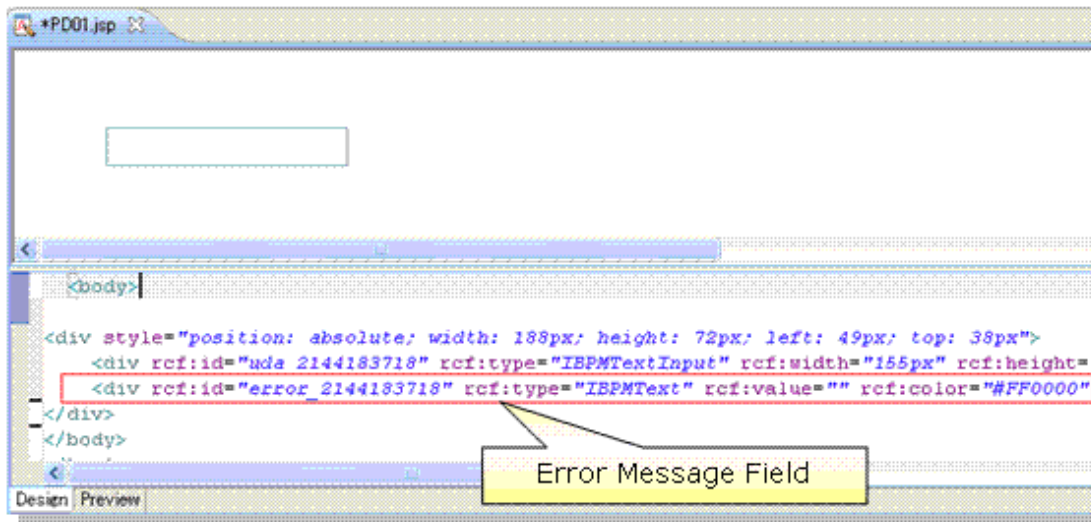 *PD01.jsp
<body>
<div style="position: absolute; width: 188px; height: 72px; left: 49px; top: 38px">
<div rcf:id="uda_2144183718" rcf:type="IBPMTextInput" rcf:width="155px" rcf:height=
<div rcf:id="error_2144183718" rcf:type="IBPMText" rcf:value="" rcf:color="#FF0000"
</div>
</body>
Error Message Field
Design Preview